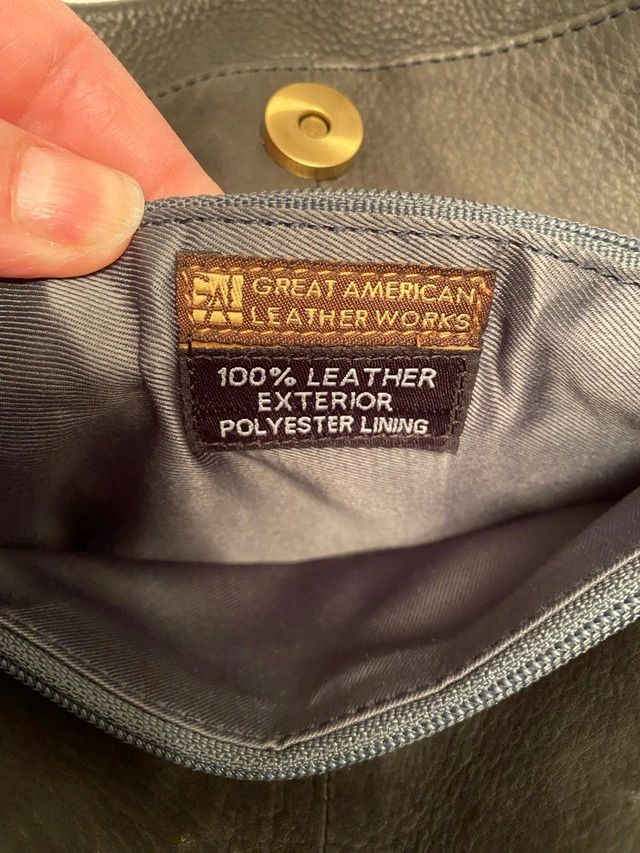 GREAT AMERICAN
LEATHER WORKS
100% LEATHER
EXTERIOR
POLYESTER LINING